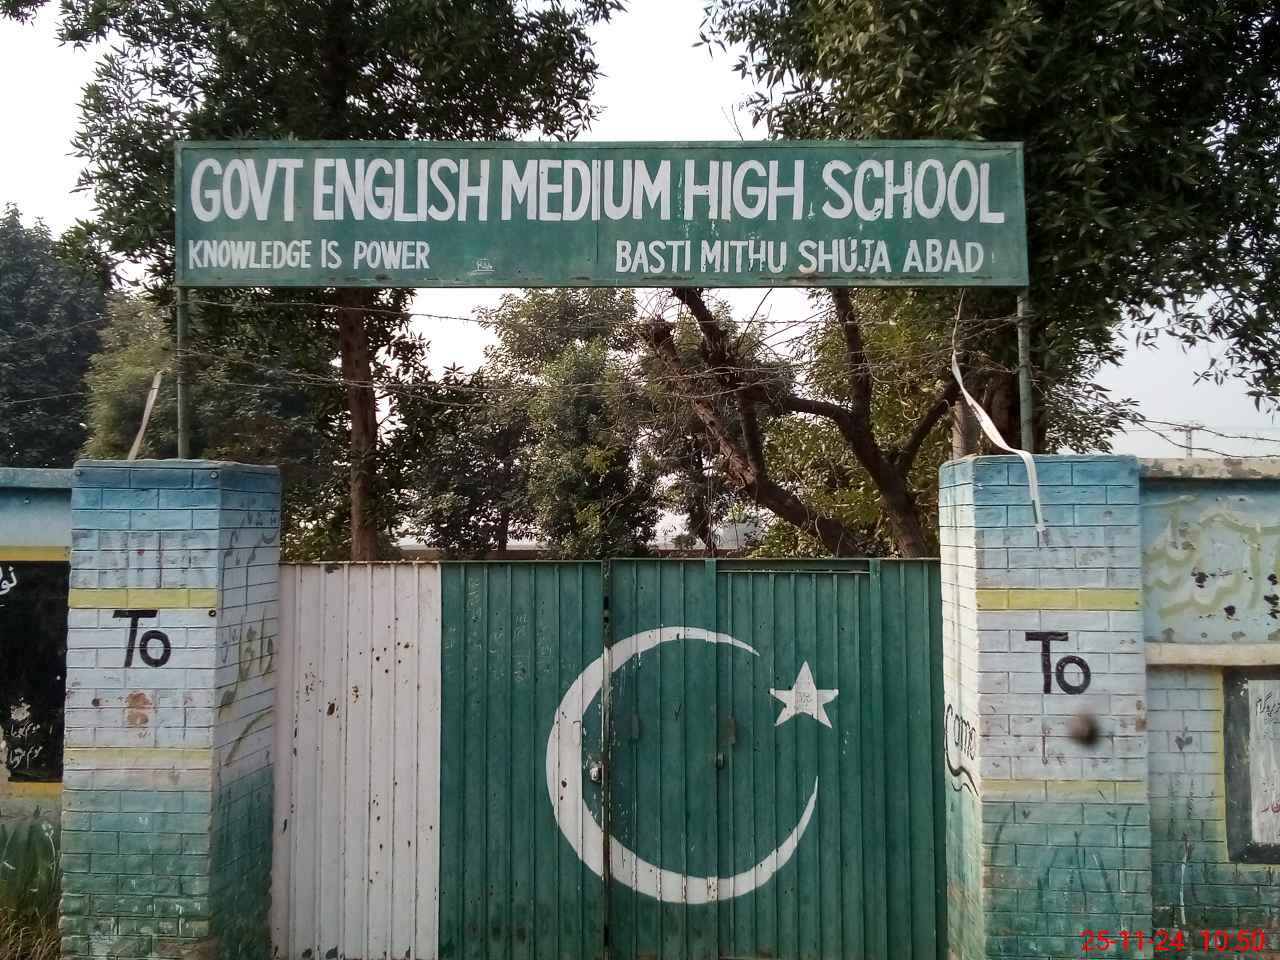 GOVT ENGLISH MEDIUM HIGH SCHOOL
KNOWLEDGE IS POWER
BASTI MITHU SHUJA ABAD
To
To
come
25-11-24 10:50